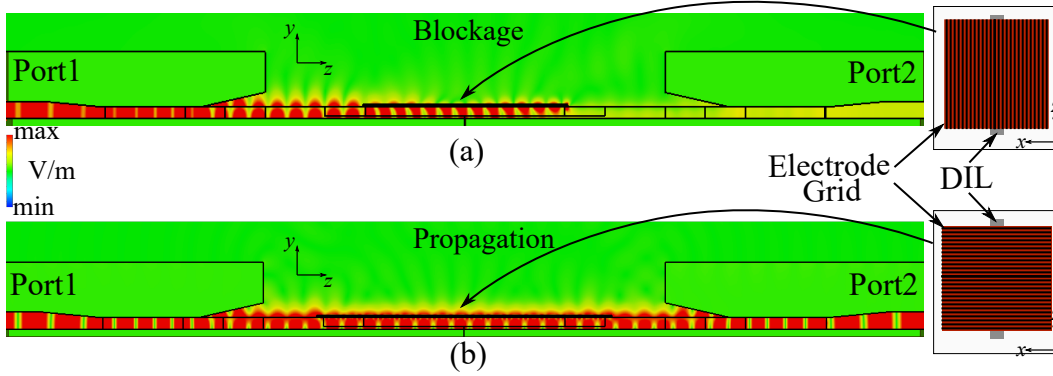 Blockage
y
z
Port1
Port2
x
(a)
max
V/m
min
Electrode
Grid
DIL
Propagation
y
z
Port1
Port2
x
(b)